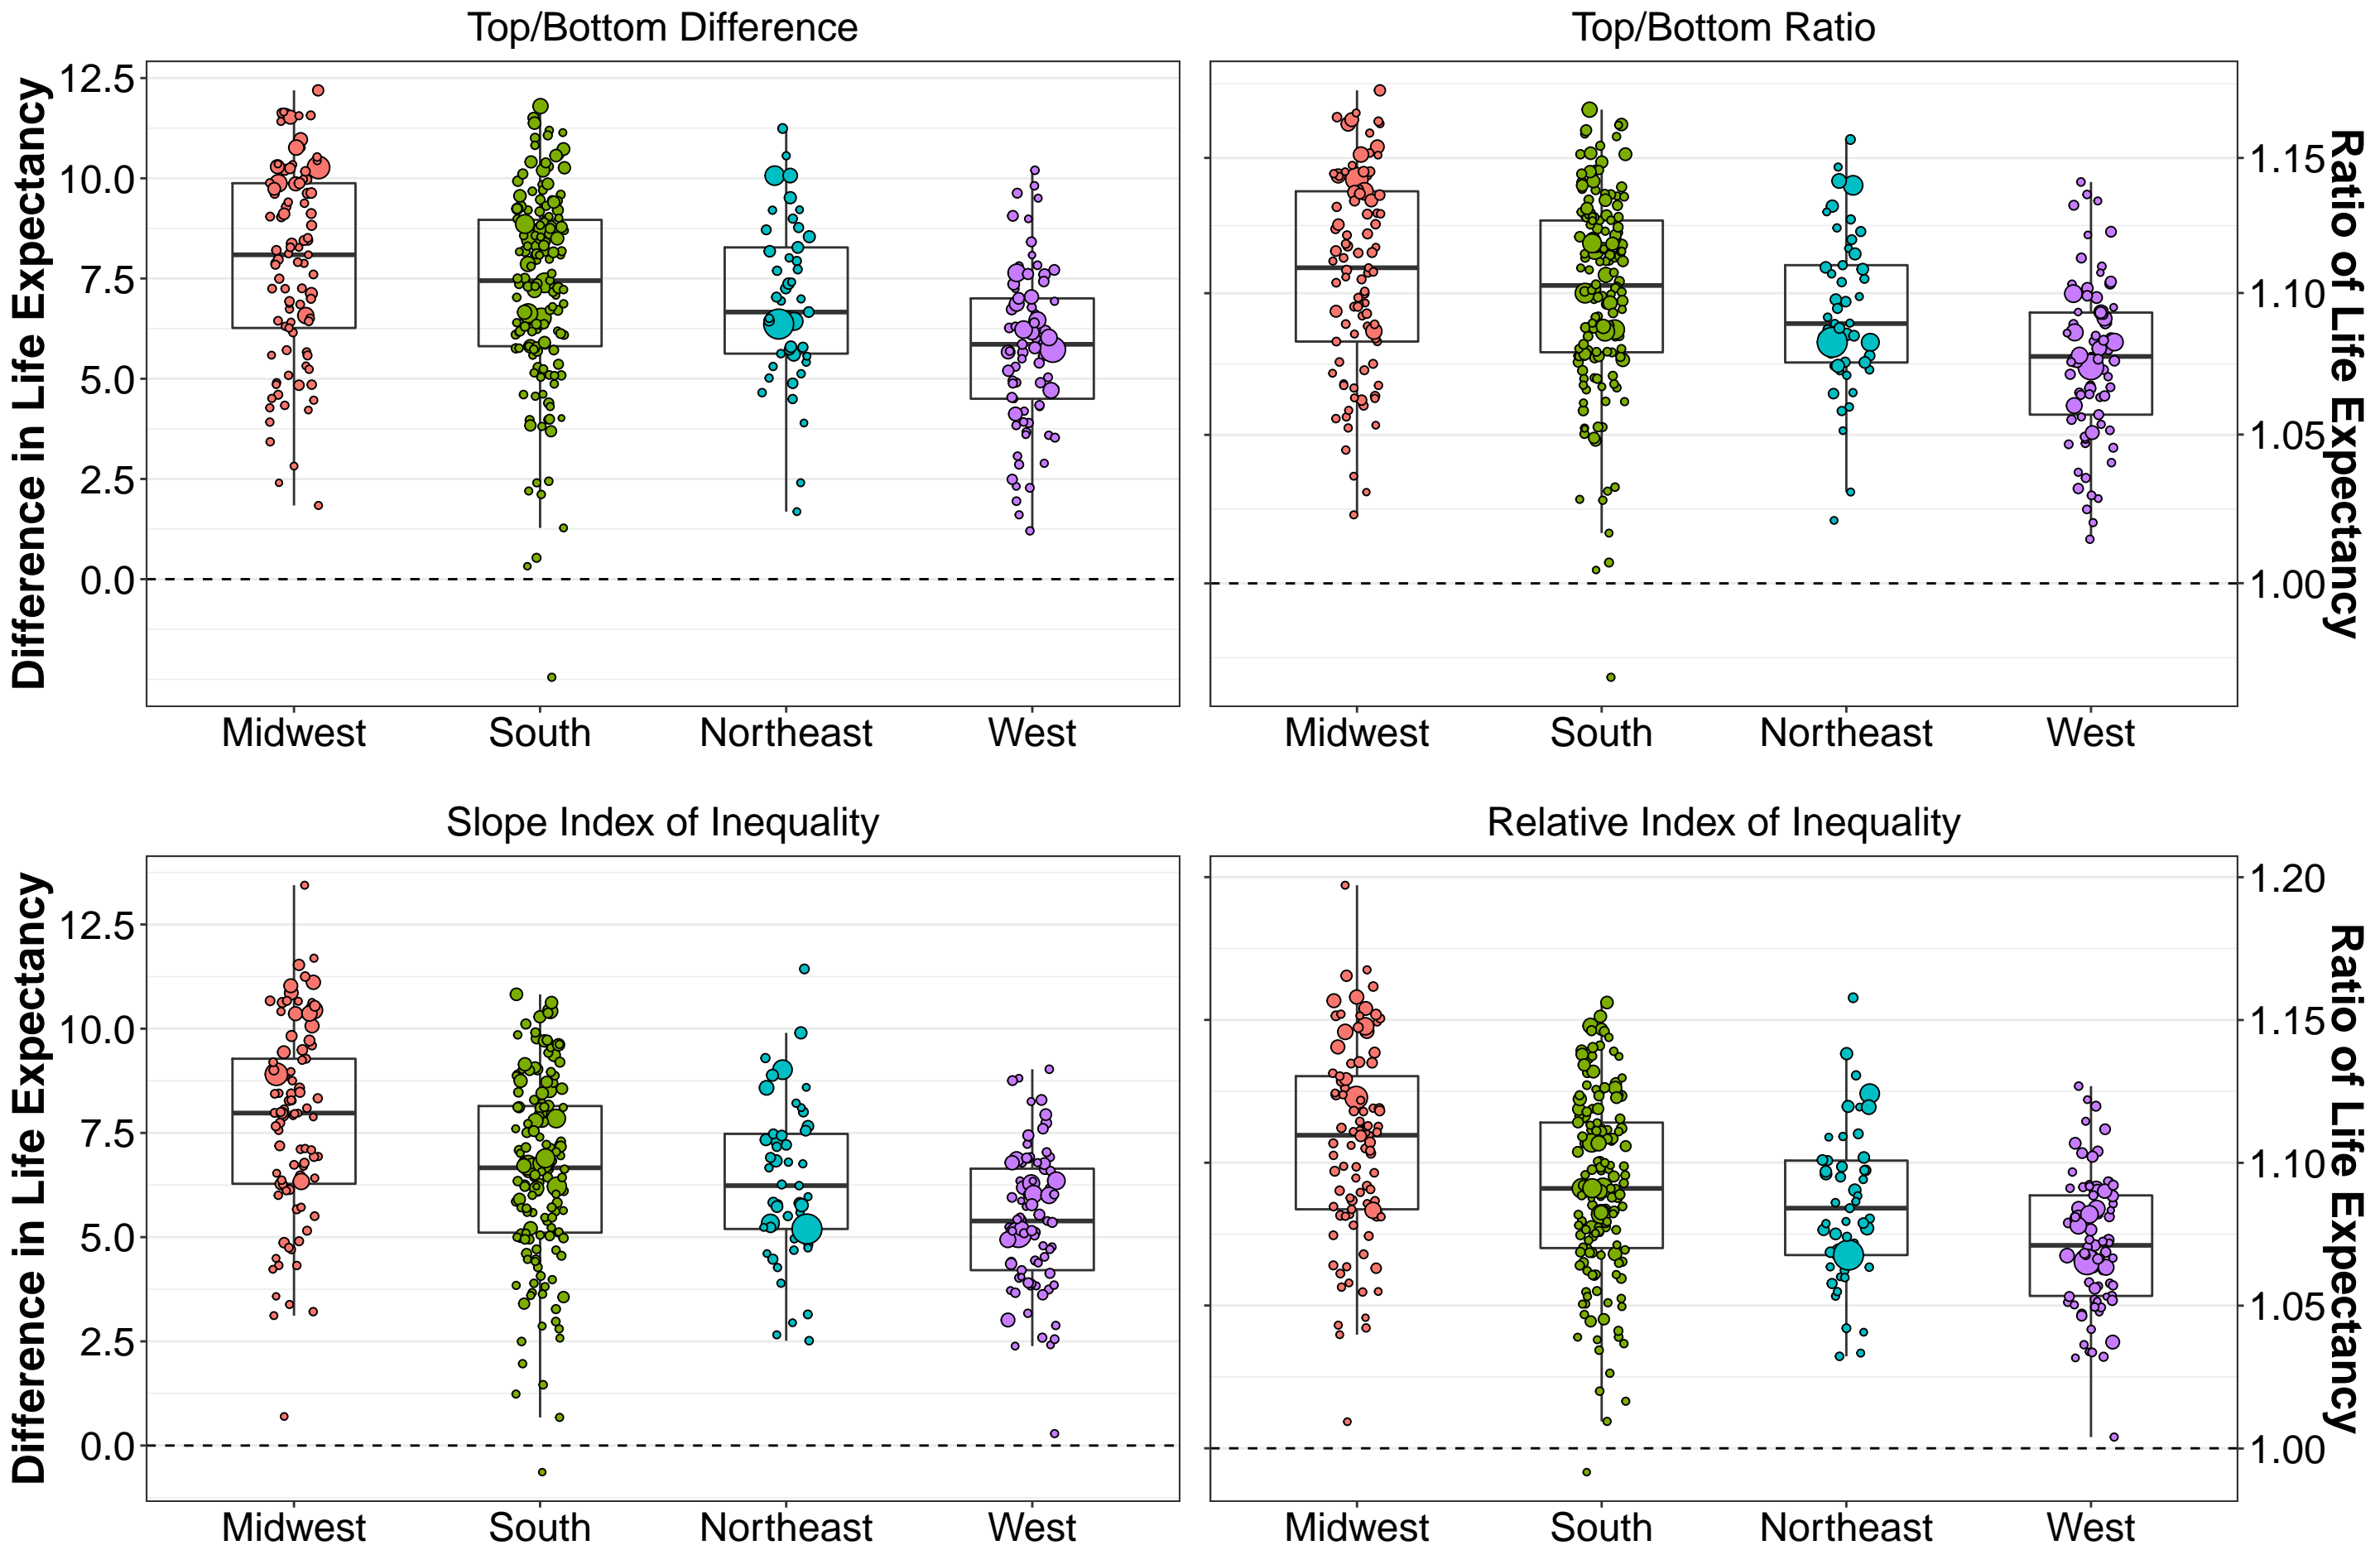 Top/Bottom Difference
Top/Bottom Ratio
Difference in Life Expectancy
12.5
10.0
7.5
5.0
2.5
0.0
Midwest South Northeast West
1.15
1.10
1.05
1.00
Ratio of Life Expectancy
Midwest South Northeast West
Slope Index of Inequality
Relative Index of Inequality
Difference in Life Expectancy
12.5
10.0
7.5
5.0
2.5
0.0
Midwest South Northeast West
1.20
1.15
1.10
1.05
1.00
Ratio of Life Expectancy
Midwest South Northeast West